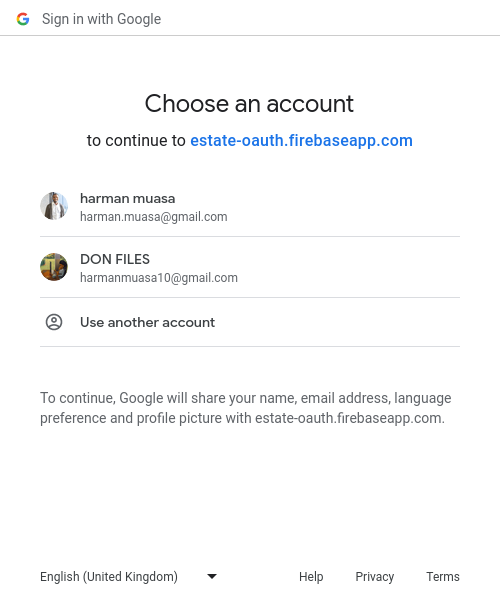 Sign in with Google
Choose an account
to continue to estate-oauth.firebaseapp.com
harman muasa
harman.muasa@gmail.com
DON FILES
harmanmuasa10@gmail.com
Use another account
To continue, Google will share your name, email address, language
preference and profile picture with estate-oauth.firebaseapp.com.
English (United Kingdom) Help Privacy Terms